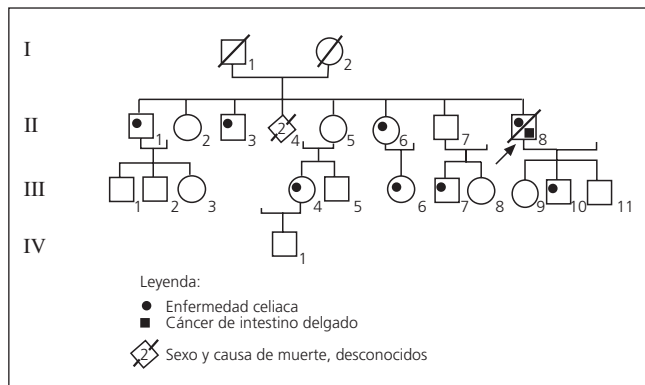 I
1 2
II
1 2 3 2 4 5 6 7 8
III
1 2 3 4 5 6 7 8 9 10 11
IV
1
Leyenda:
Enfermedad celiaca
Cáncer de intestino delgado
2 Sexo y causa de muerte, desconocidos